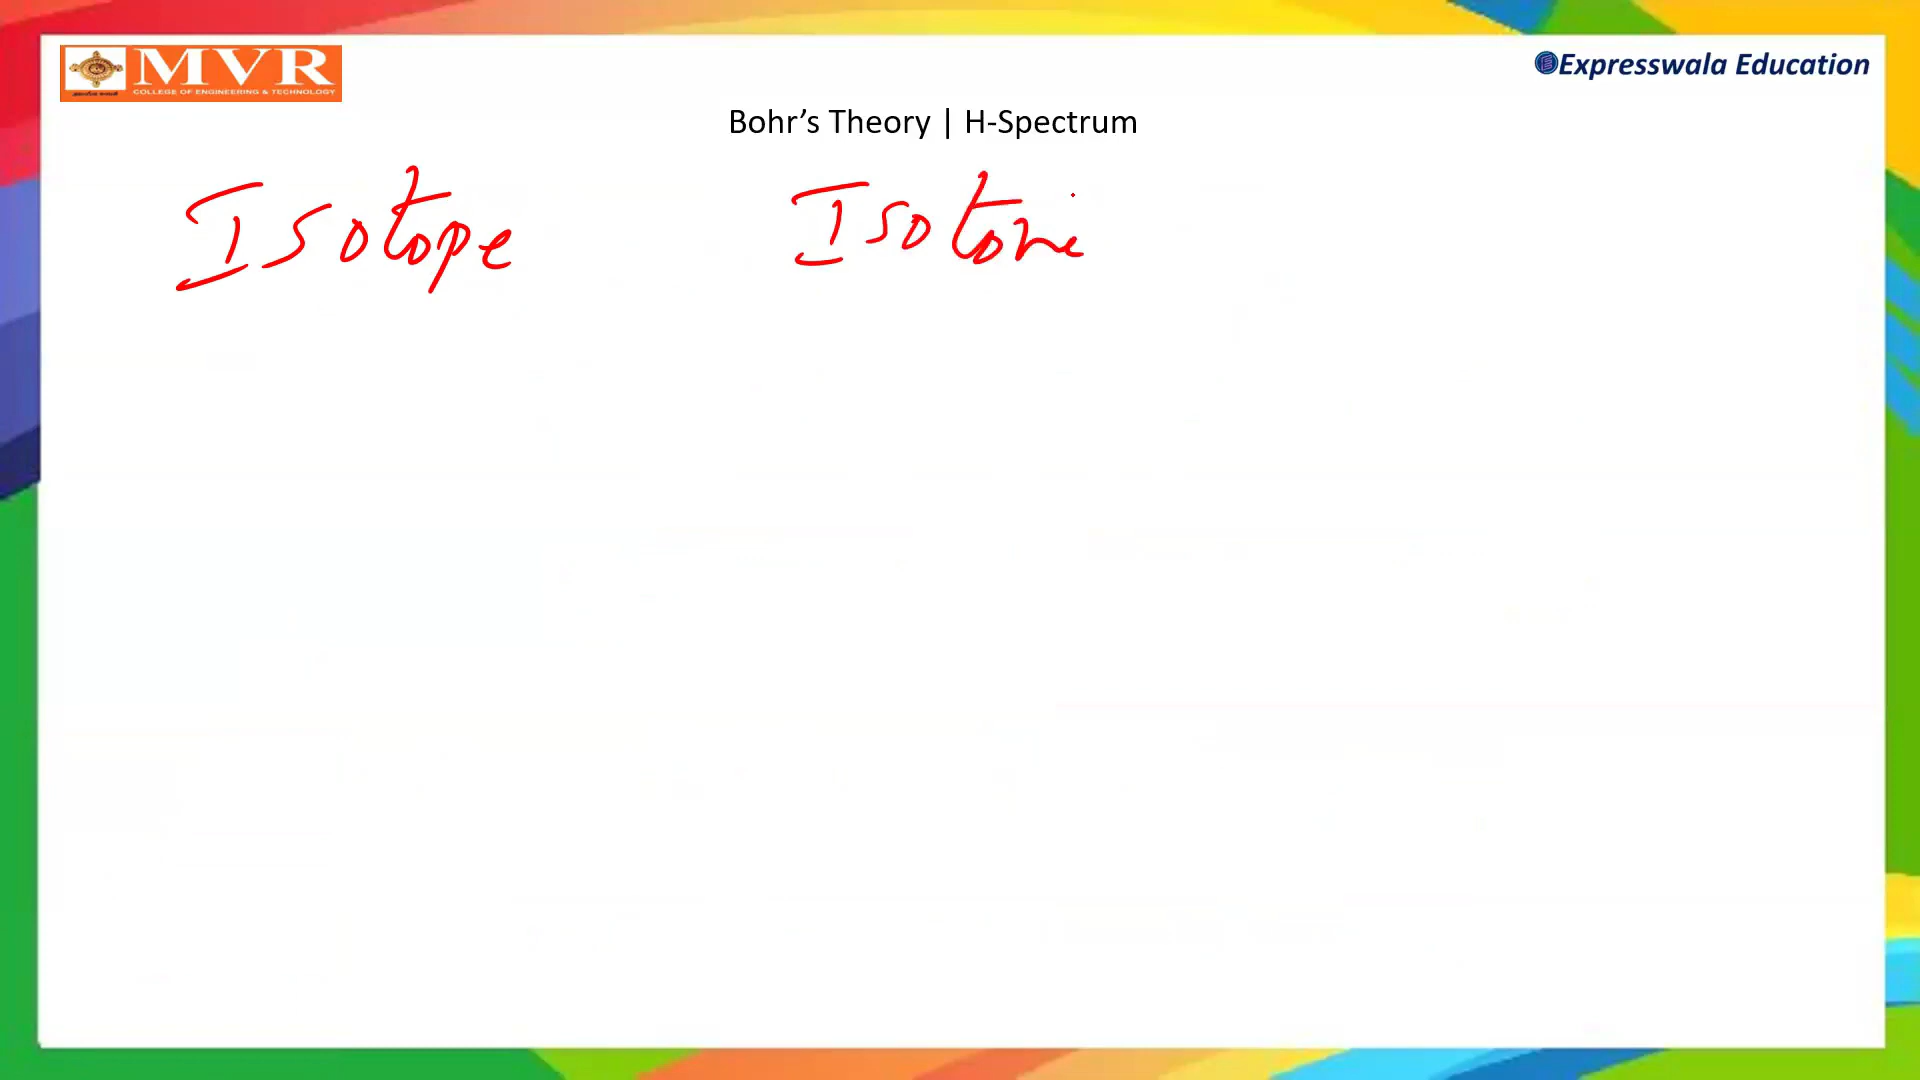 MVR
COLLEGE OF ENGINEERING & TECHNOLOGY
Expresswala Education
Bohr's Theory | H-Spectrum
Isotope Isotone